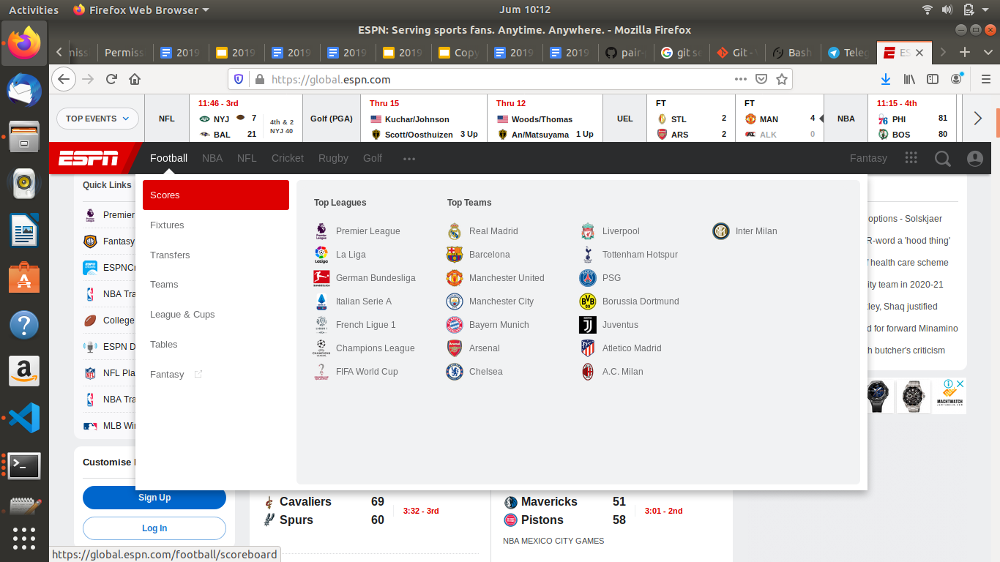 Activities
Firefox Web Browser
Jum 10:12
ESPN: Serving sports fans. Anytime. Anywhere. - Mozilla Firefox
Permiss
2019
2019
2019
2019
2019
Copy
2019
2019
pair-
git se
Git -
Bash
Teleg
ES
https://global.espn.com
TOP EVENTS
NFL
11:46 - 3rd
NYJ 7
BAL 21
4th & 2
NYJ 40
Golf (PGA)
Thru 15
Kuchar/Johnson
Scott/Oosthuizen 3 Up
Thru 12
Woods/Thomas
An/Matsuyama 1 Up
UEL
FT
STL 2
ARS 2
FT
MAN 4
ALK 0
NBA
11:15 - 4th
PHI 81
BOS 80
ESPN
Football
NBA
NFL
Cricket
Rugby
Golf
Fantasy
Quick Links
Premier
Fantasy
ESPNCr
NBA Tra
College
ESPN D
NFL Pla
NBA Tra
MLB Win
Customise
Sign Up
Log In
Scores
Fixtures
Transfers
Teams
League & Cups
Tables
Fantasy
Top Leagues
Premier League
La Liga
German Bundesliga
Italian Serie A
French Ligue 1
Champions League
FIFA World Cup
Top Teams
Real Madrid
Barcelona
Manchester United
Manchester City
Bayern Munich
Arsenal
Chelsea
Liverpool
Tottenham Hotspur
PSG
Borussia Dortmund
Juventus
Atletico Madrid
A.C. Milan
Inter Milan
options - Solskjaer
R-word a 'hood thing'
f health care scheme
ity team in 2020-21
kley, Shaq justified
d for forward Minamino
h butcher's criticism
MACHTWATCH
Cavaliers 69
Spurs 60
3:32 - 3rd
Mavericks 51
Pistons 58
3:01 - 2nd
NBA MEXICO CITY GAMES
https://global.espn.com/football/scoreboard